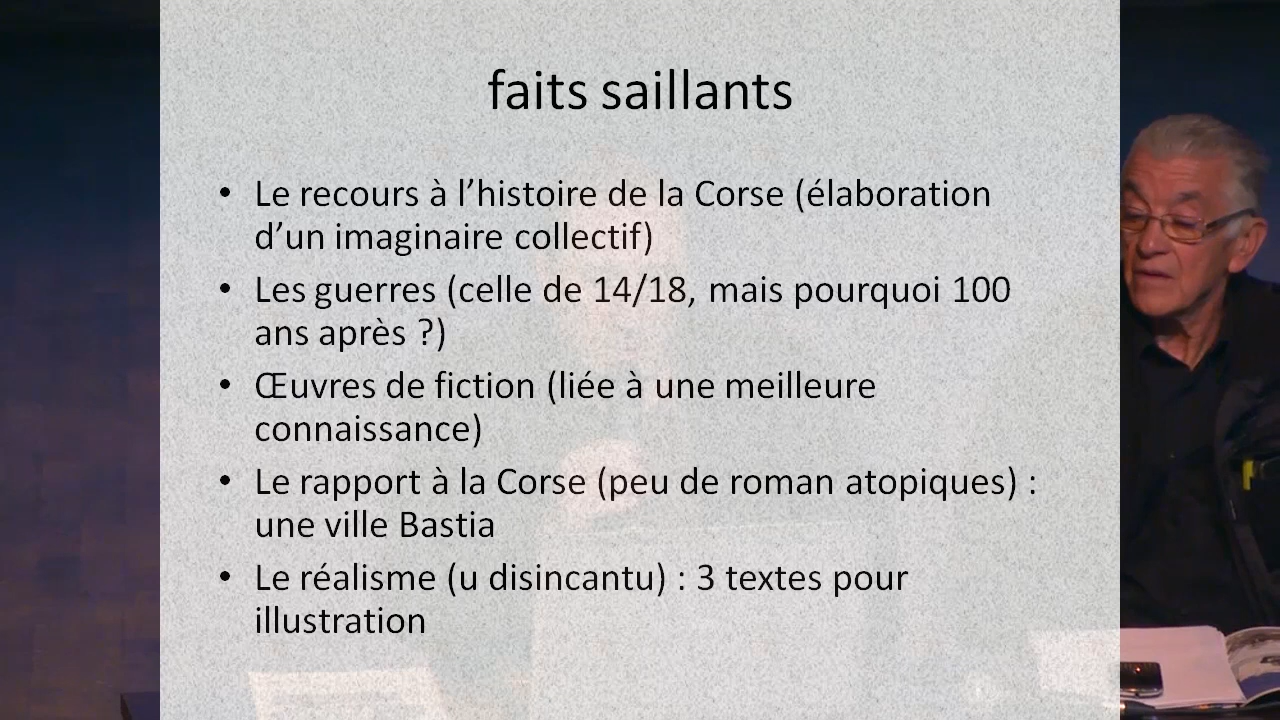 faits saillants
• Le recours à l’histoire de la Corse (élaboration
d’un imaginaire collectif)
• Les guerres (celle de 14/18, mais pourquoi 100
ans après ?)
• Œuvres de fiction (liée à une meilleure
connaissance)
• Le rapport à la Corse (peu de roman atopiques) :
une ville Bastia
• Le réalisme (u disincantu) : 3 textes pour
illustration